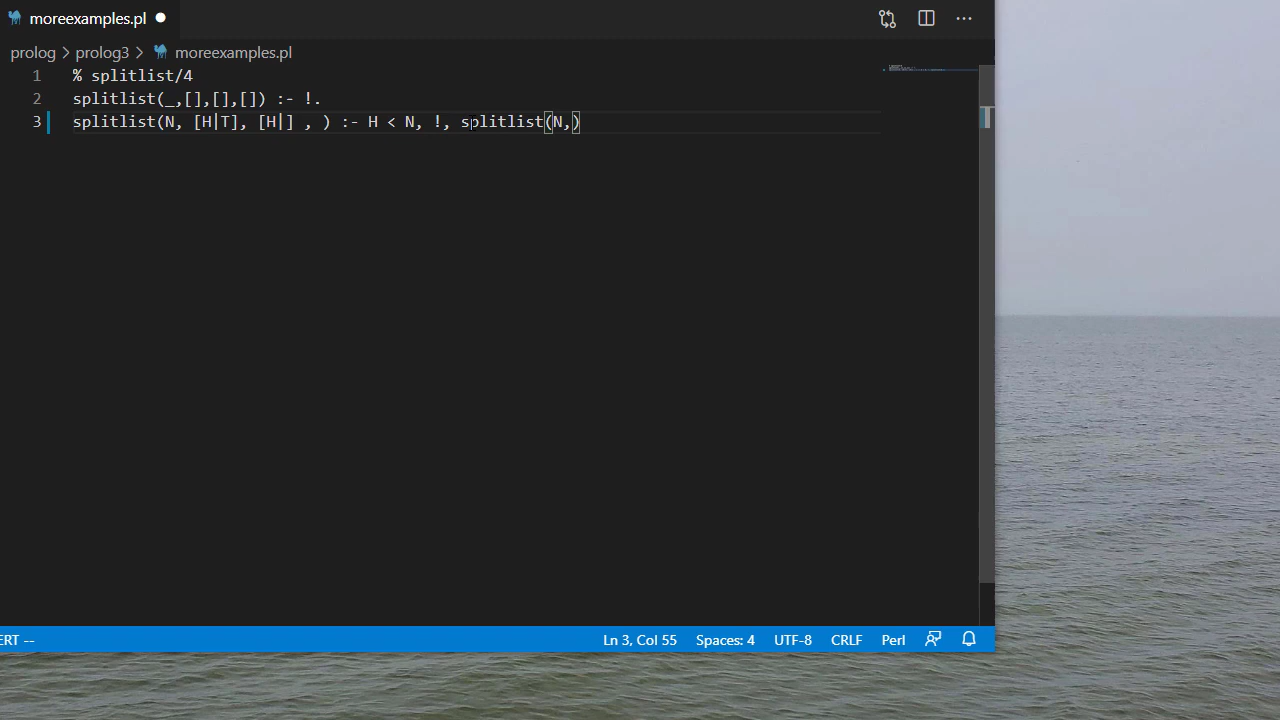 moreexamples.pl
prolog > prolog3 > moreexamples.pl
1 % splitlist/4
2 splitlist(_,[],[],[]) :- !.
3 splitlist(N, [H|T], [H|] , ) :- H < N, !, splitlist(N,)
ERT -- Ln 3, Col 55 Spaces: 4 UTF-8 CRLF Perl